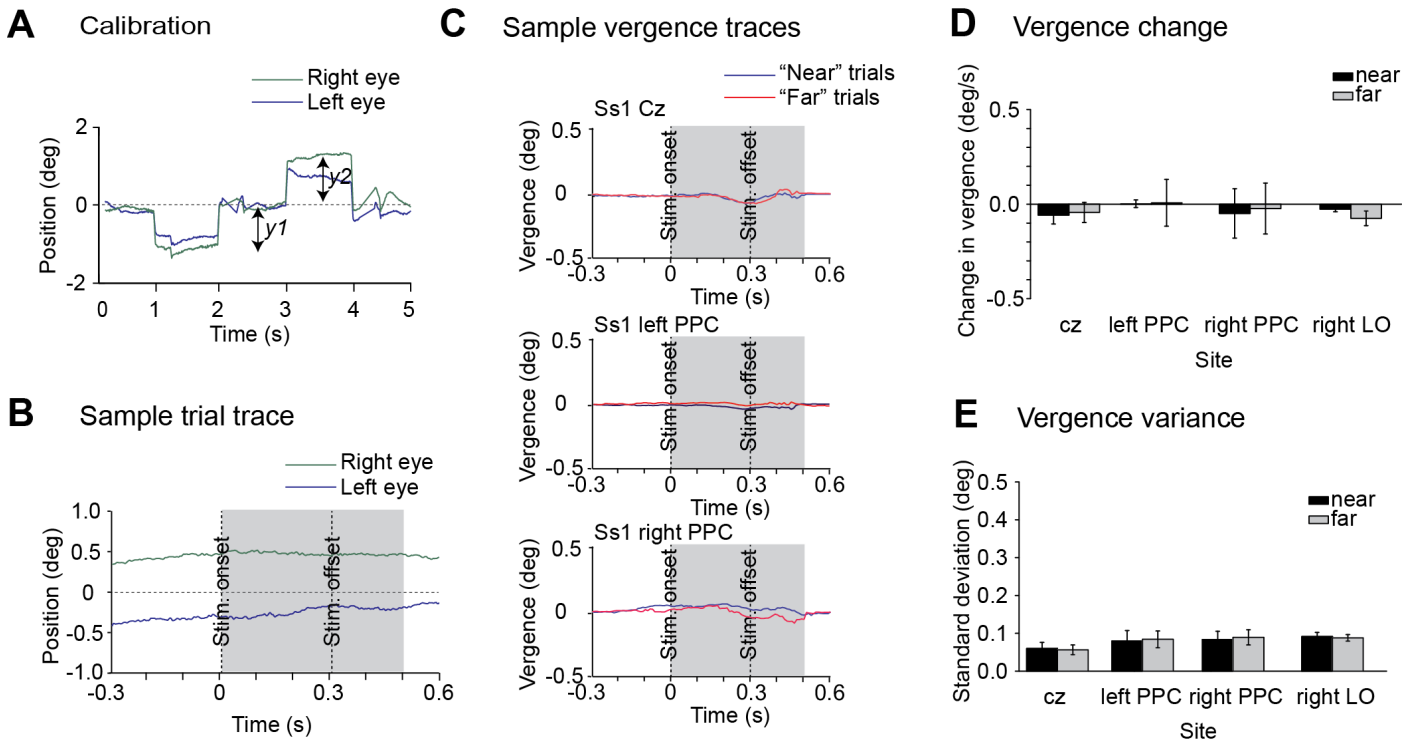 A Calibration
Right eye
Left eye
Position (deg)
2
0
-2
y1
y2
0 1 2 3 4 5
Time (s)
B Sample trial trace
Right eye
Left eye
Position (deg)
1.0
0.5
0
-0.5
-1.0
Stim. onset
Stim. offset
-0.3 0 0.3 0.6
Time (s)
C Sample vergence traces
“Near” trials
“Far” trials
Ss1 Cz
Vergence (deg)
0.5
0
-0.5
Stim. onset
Stim. offset
-0.3 0 0.3 0.6
Time (s)
Ss1 left PPC
Vergence (deg)
0.5
0
-0.5
Stim. onset
Stim. offset
-0.3 0 0.3 0.6
Time (s)
Ss1 right PPC
Vergence (deg)
0.5
0
-0.5
Stim. onset
Stim. offset
-0.3 0 0.3 0.6
Time (s)
D Vergence change
near
far
Change in vergence (deg/s)
0.5
0.0
-0.5
cz left PPC right PPC right LO
Site
E Vergence variance
near
far
Standard deviation (deg)
0.5
0.4
0.3
0.2
0.1
0.0
cz left PPC right PPC right LO
Site